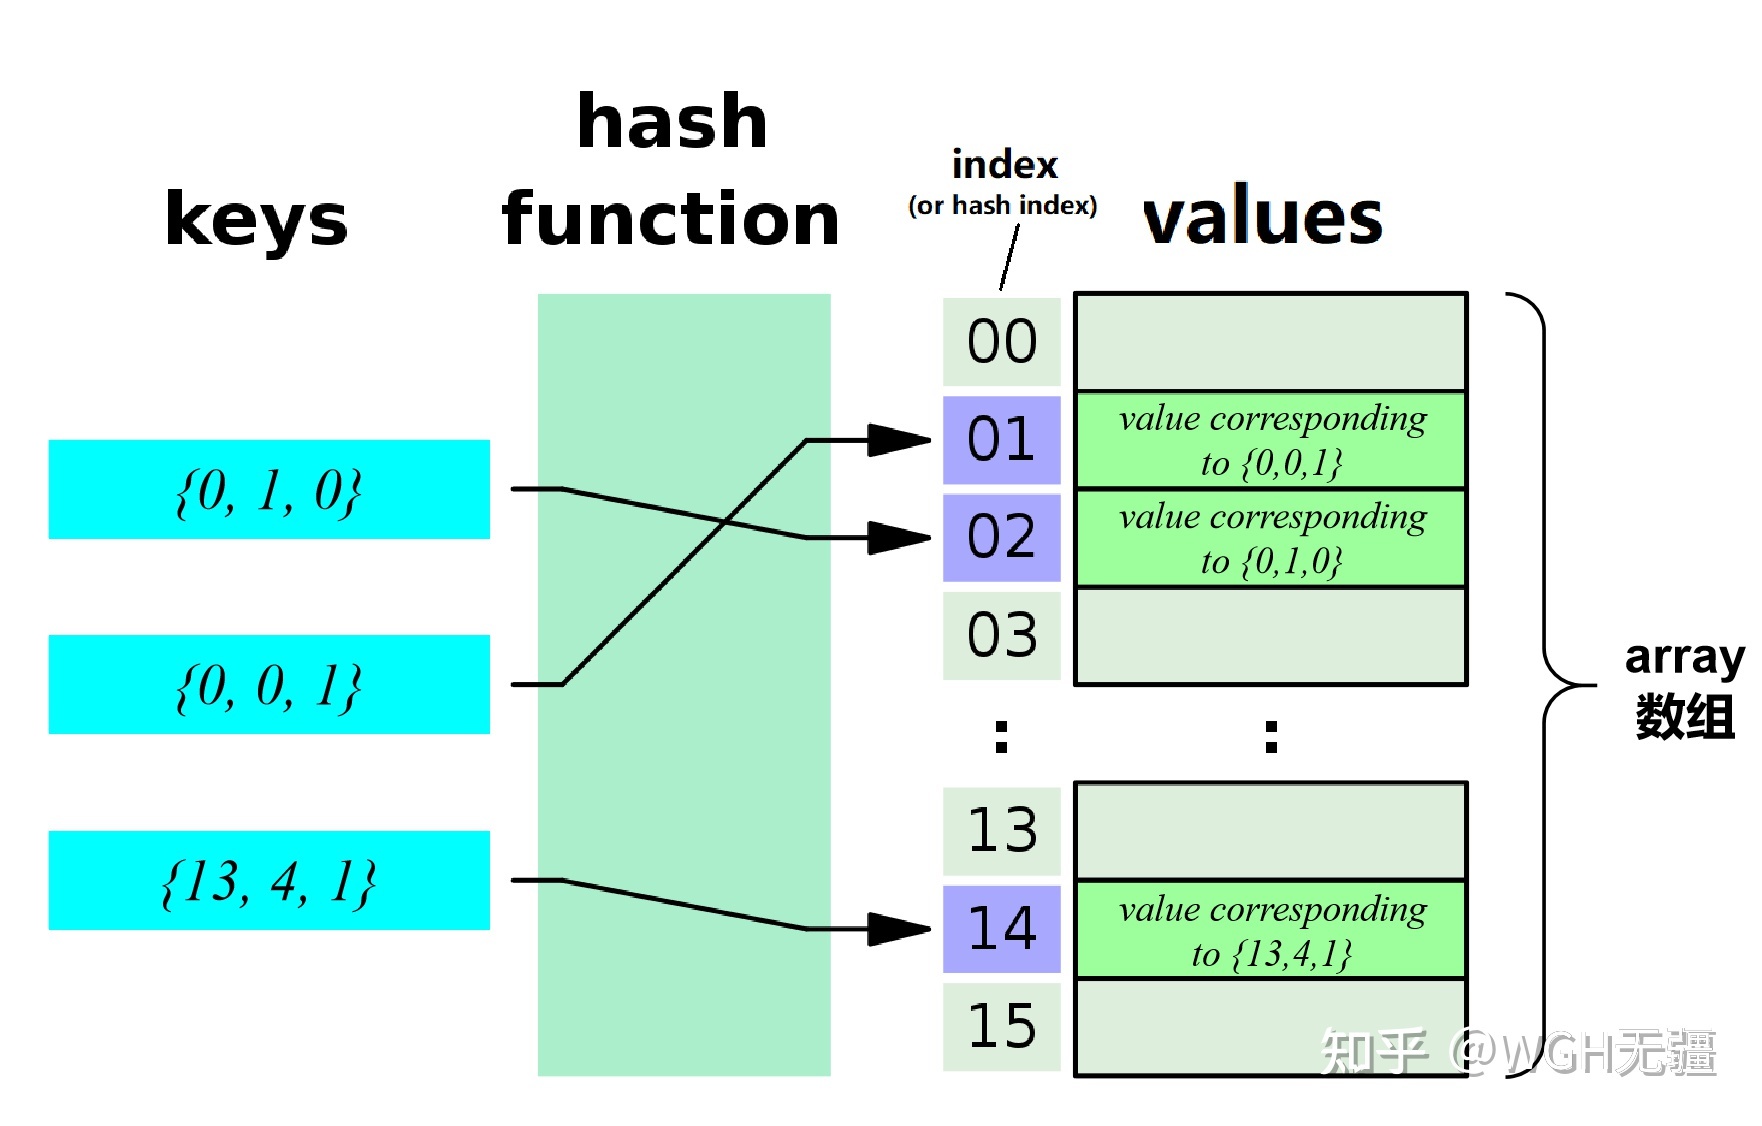 keys
hash
function
index
(or hash index)
values
{0, 1, 0}
{0, 0, 1}
{13, 4, 1}
00
01
02
03
:
13
14
15
value corresponding
to {0,0,1}
value corresponding
to {0,1,0}
:
value corresponding
to {13,4,1}
array
数组
知乎 @WGH无疆